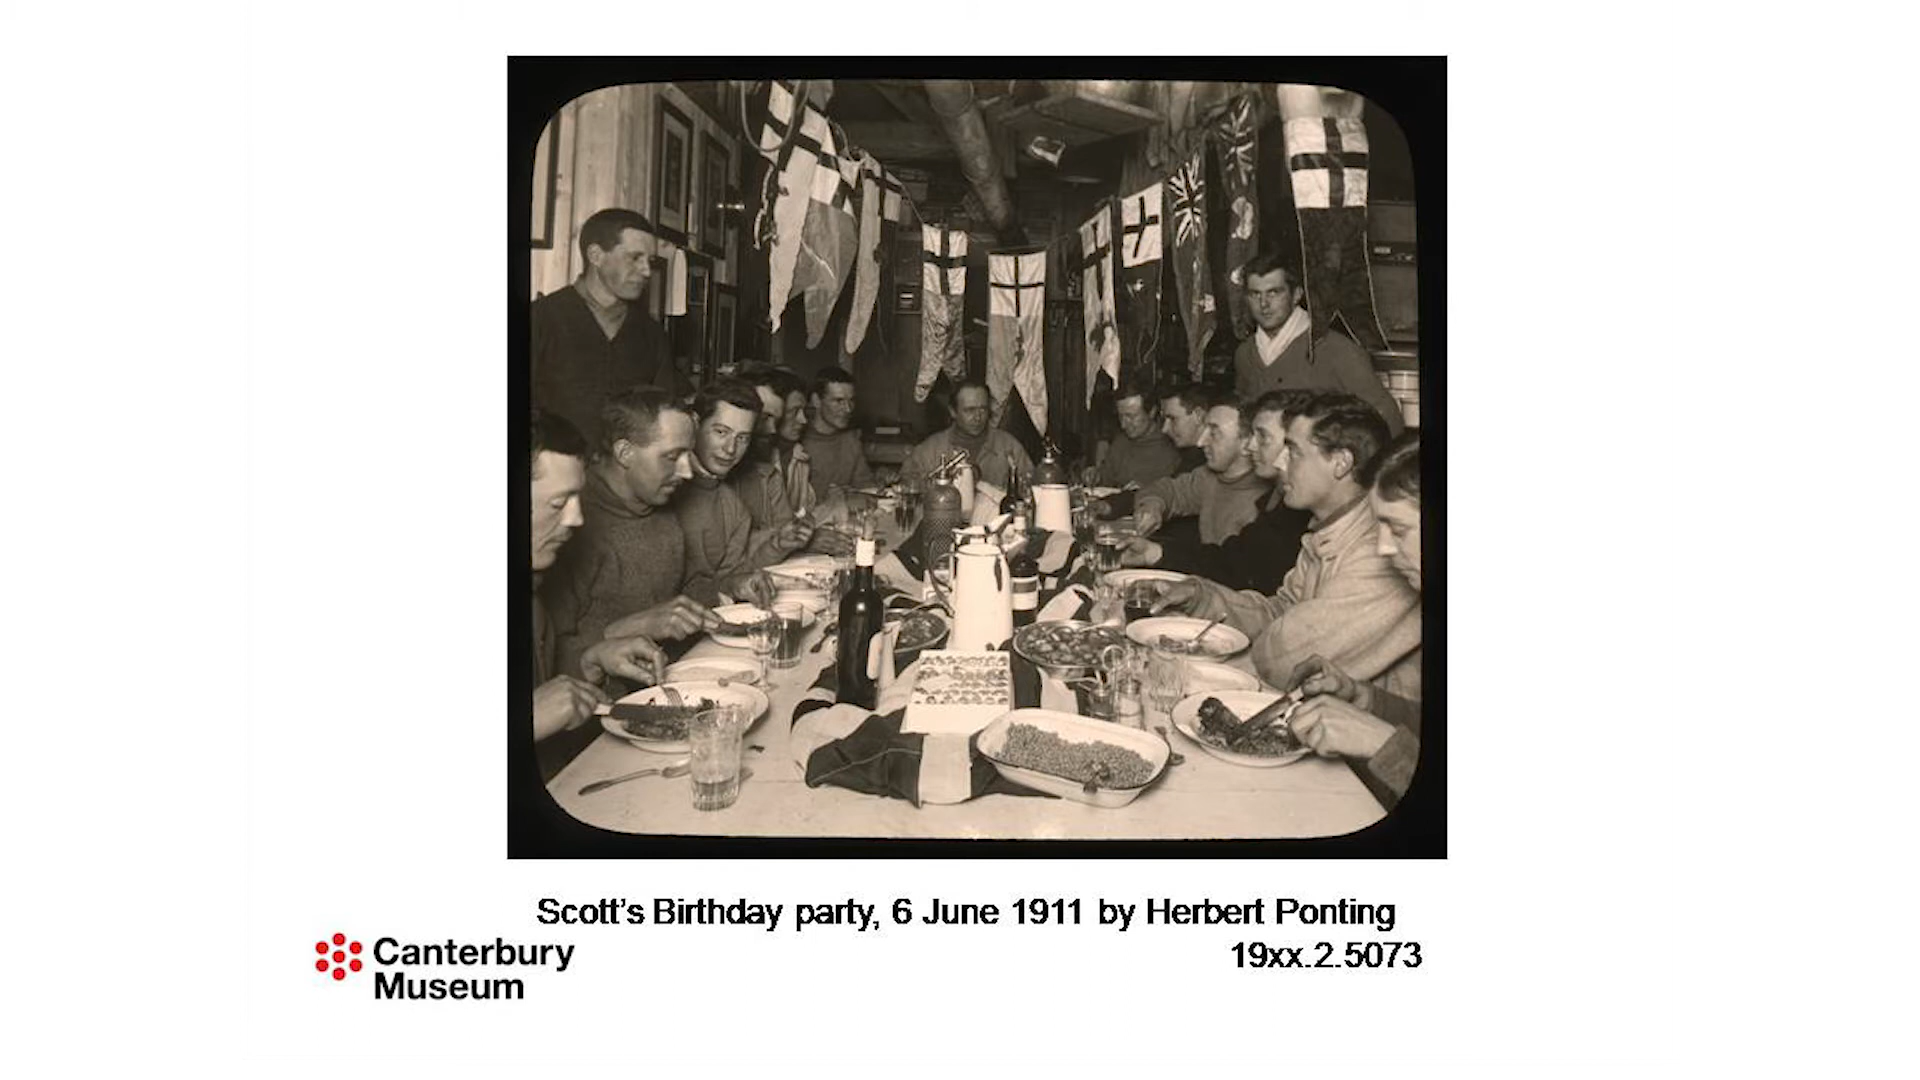 Scott's Birthday party, 6 June 1911 by Herbert Ponting
19xx.2.5073
Canterbury
Museum